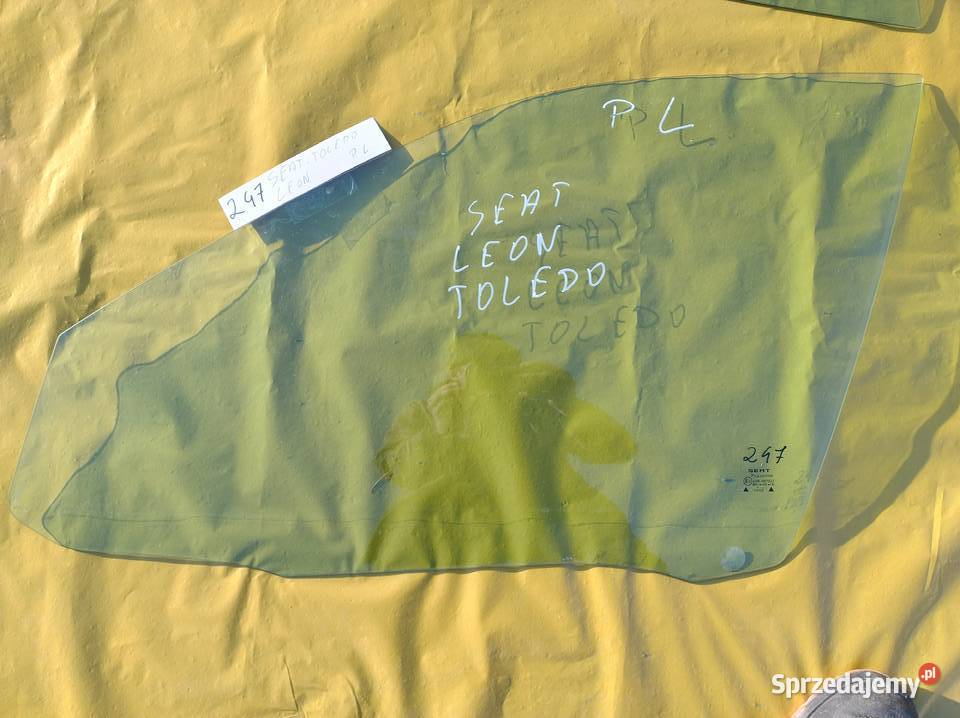 P L
247 SEAT.TOLEDO
LEON P.L
SEAT
LEON
TOLEDO
247
SEAT
Sprzedajemy.pl